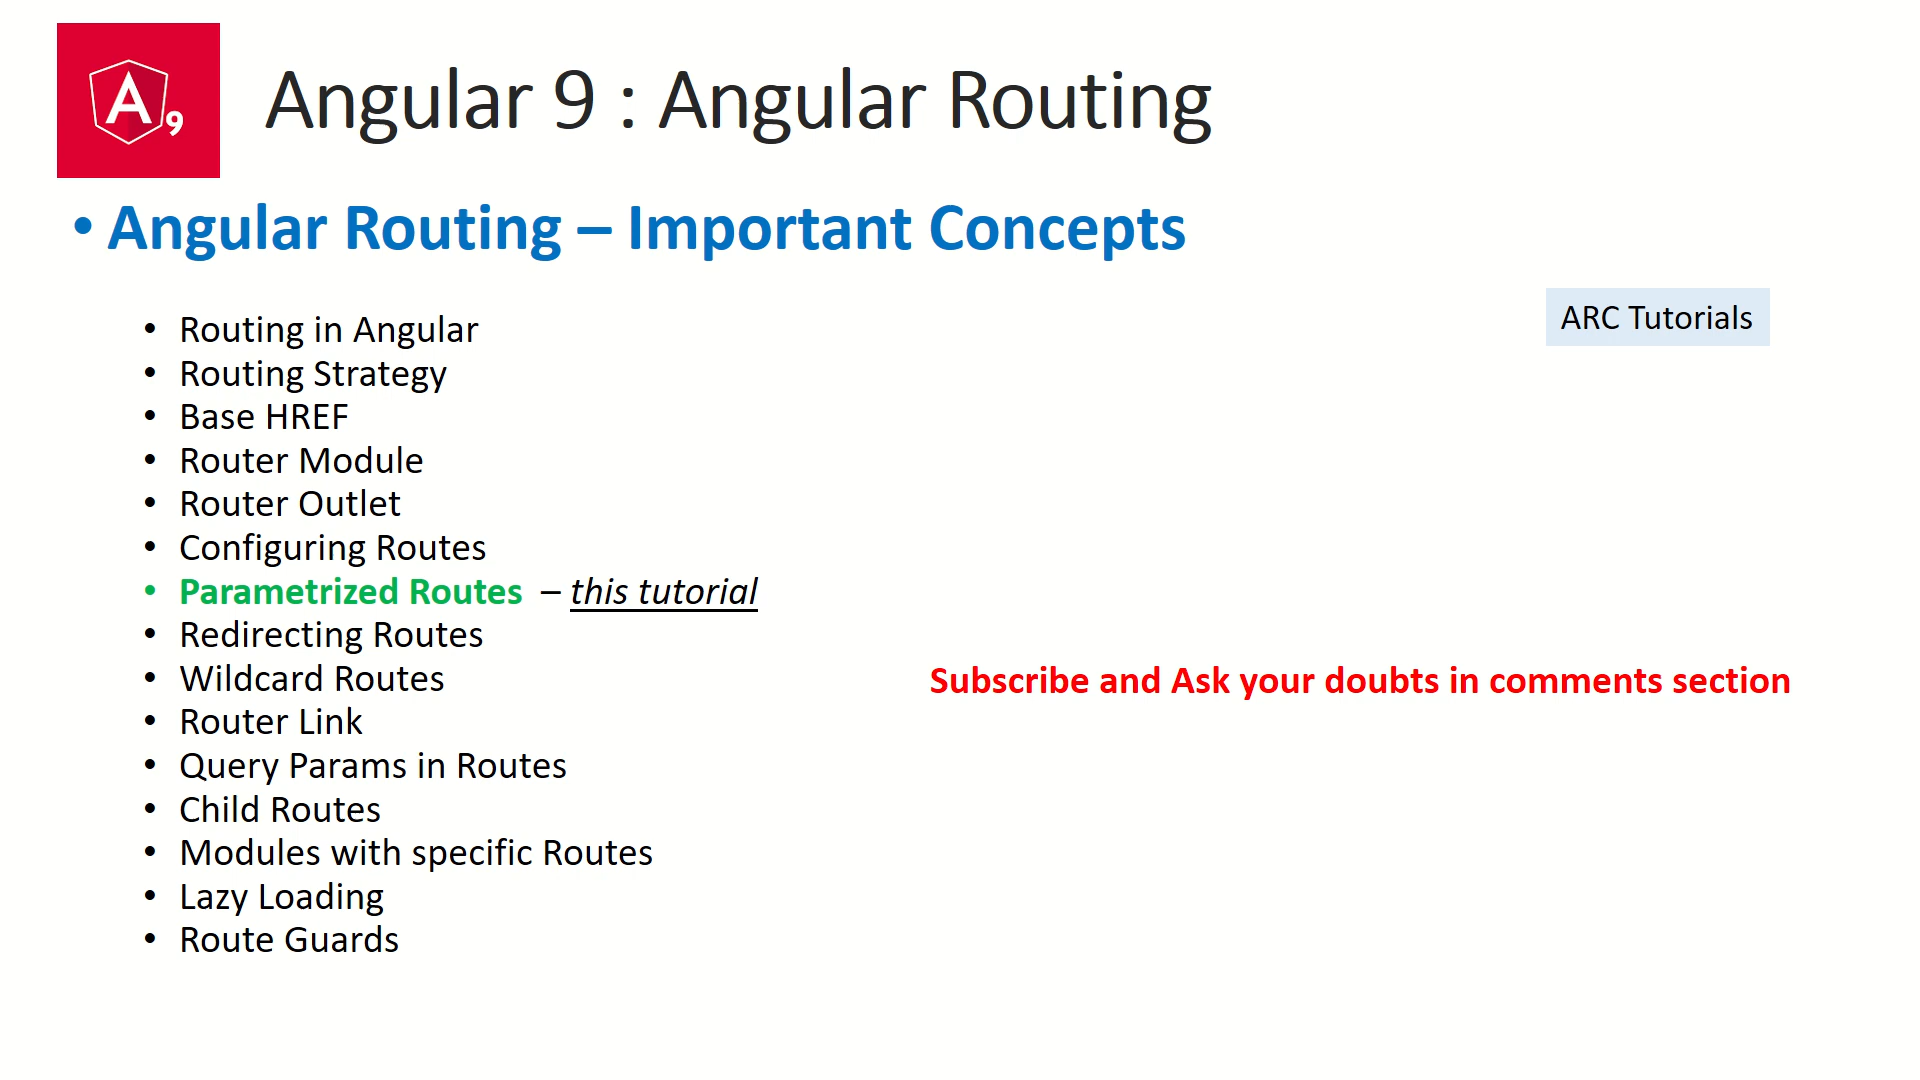 A9
Angular 9 : Angular Routing
• Angular Routing – Important Concepts
ARC Tutorials
• Routing in Angular
• Routing Strategy
• Base HREF
• Router Module
• Router Outlet
• Configuring Routes
• Parametrized Routes – this tutorial
• Redirecting Routes
• Wildcard Routes
Subscribe and Ask your doubts in comments section
• Router Link
• Query Params in Routes
• Child Routes
• Modules with specific Routes
• Lazy Loading
• Route Guards